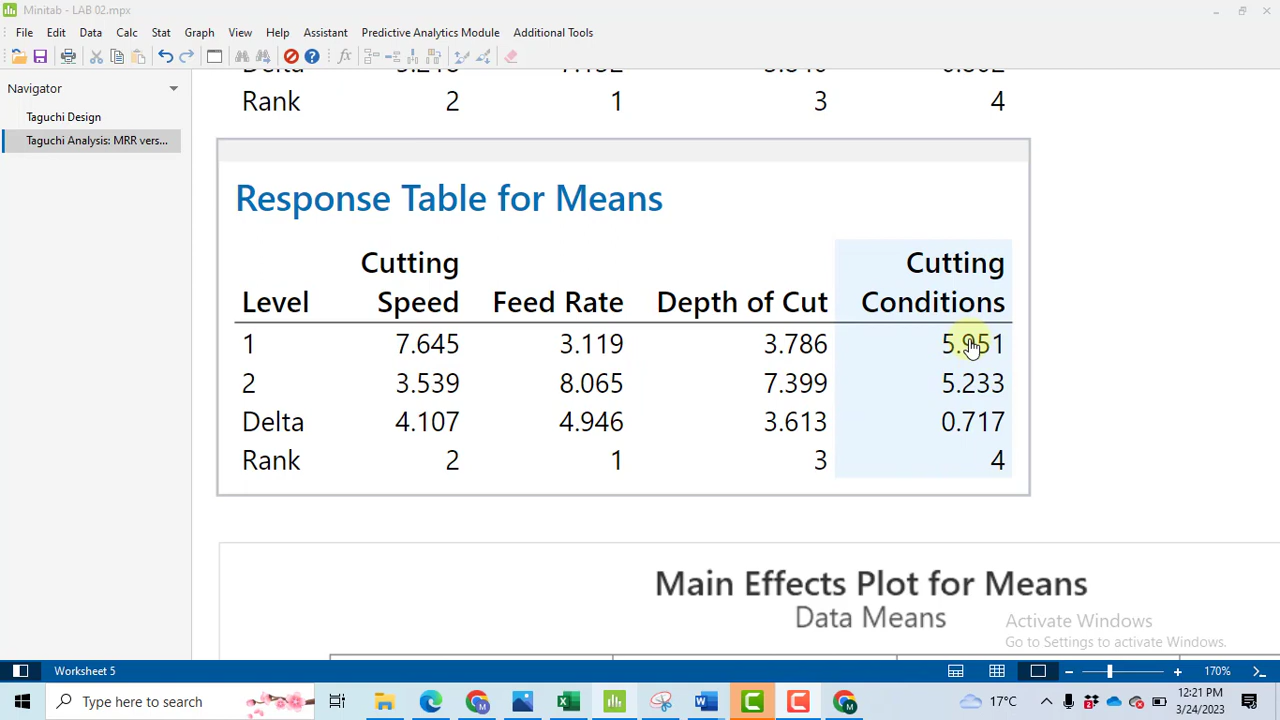 Minitab - LAB 02.mpx
File Edit Data Calc Stat Graph View Help Assistant Predictive Analytics Module Additional Tools
Navigator
Taguchi Design
Taguchi Analysis: MRR vers...
Rank 2 1 3 4
Response Table for Means
Cutting Cutting
Level Speed Feed Rate Depth of Cut Conditions
1 7.645 3.119 3.786 5.951
2 3.539 8.065 7.399 5.233
Delta 4.107 4.946 3.613 0.717
Rank 2 1 3 4
Main Effects Plot for Means
Data Means
Activate Windows
Go to Settings to activate Windows.
Worksheet 5
170%
Type here to search
17°C
12:21 PM
3/24/2023